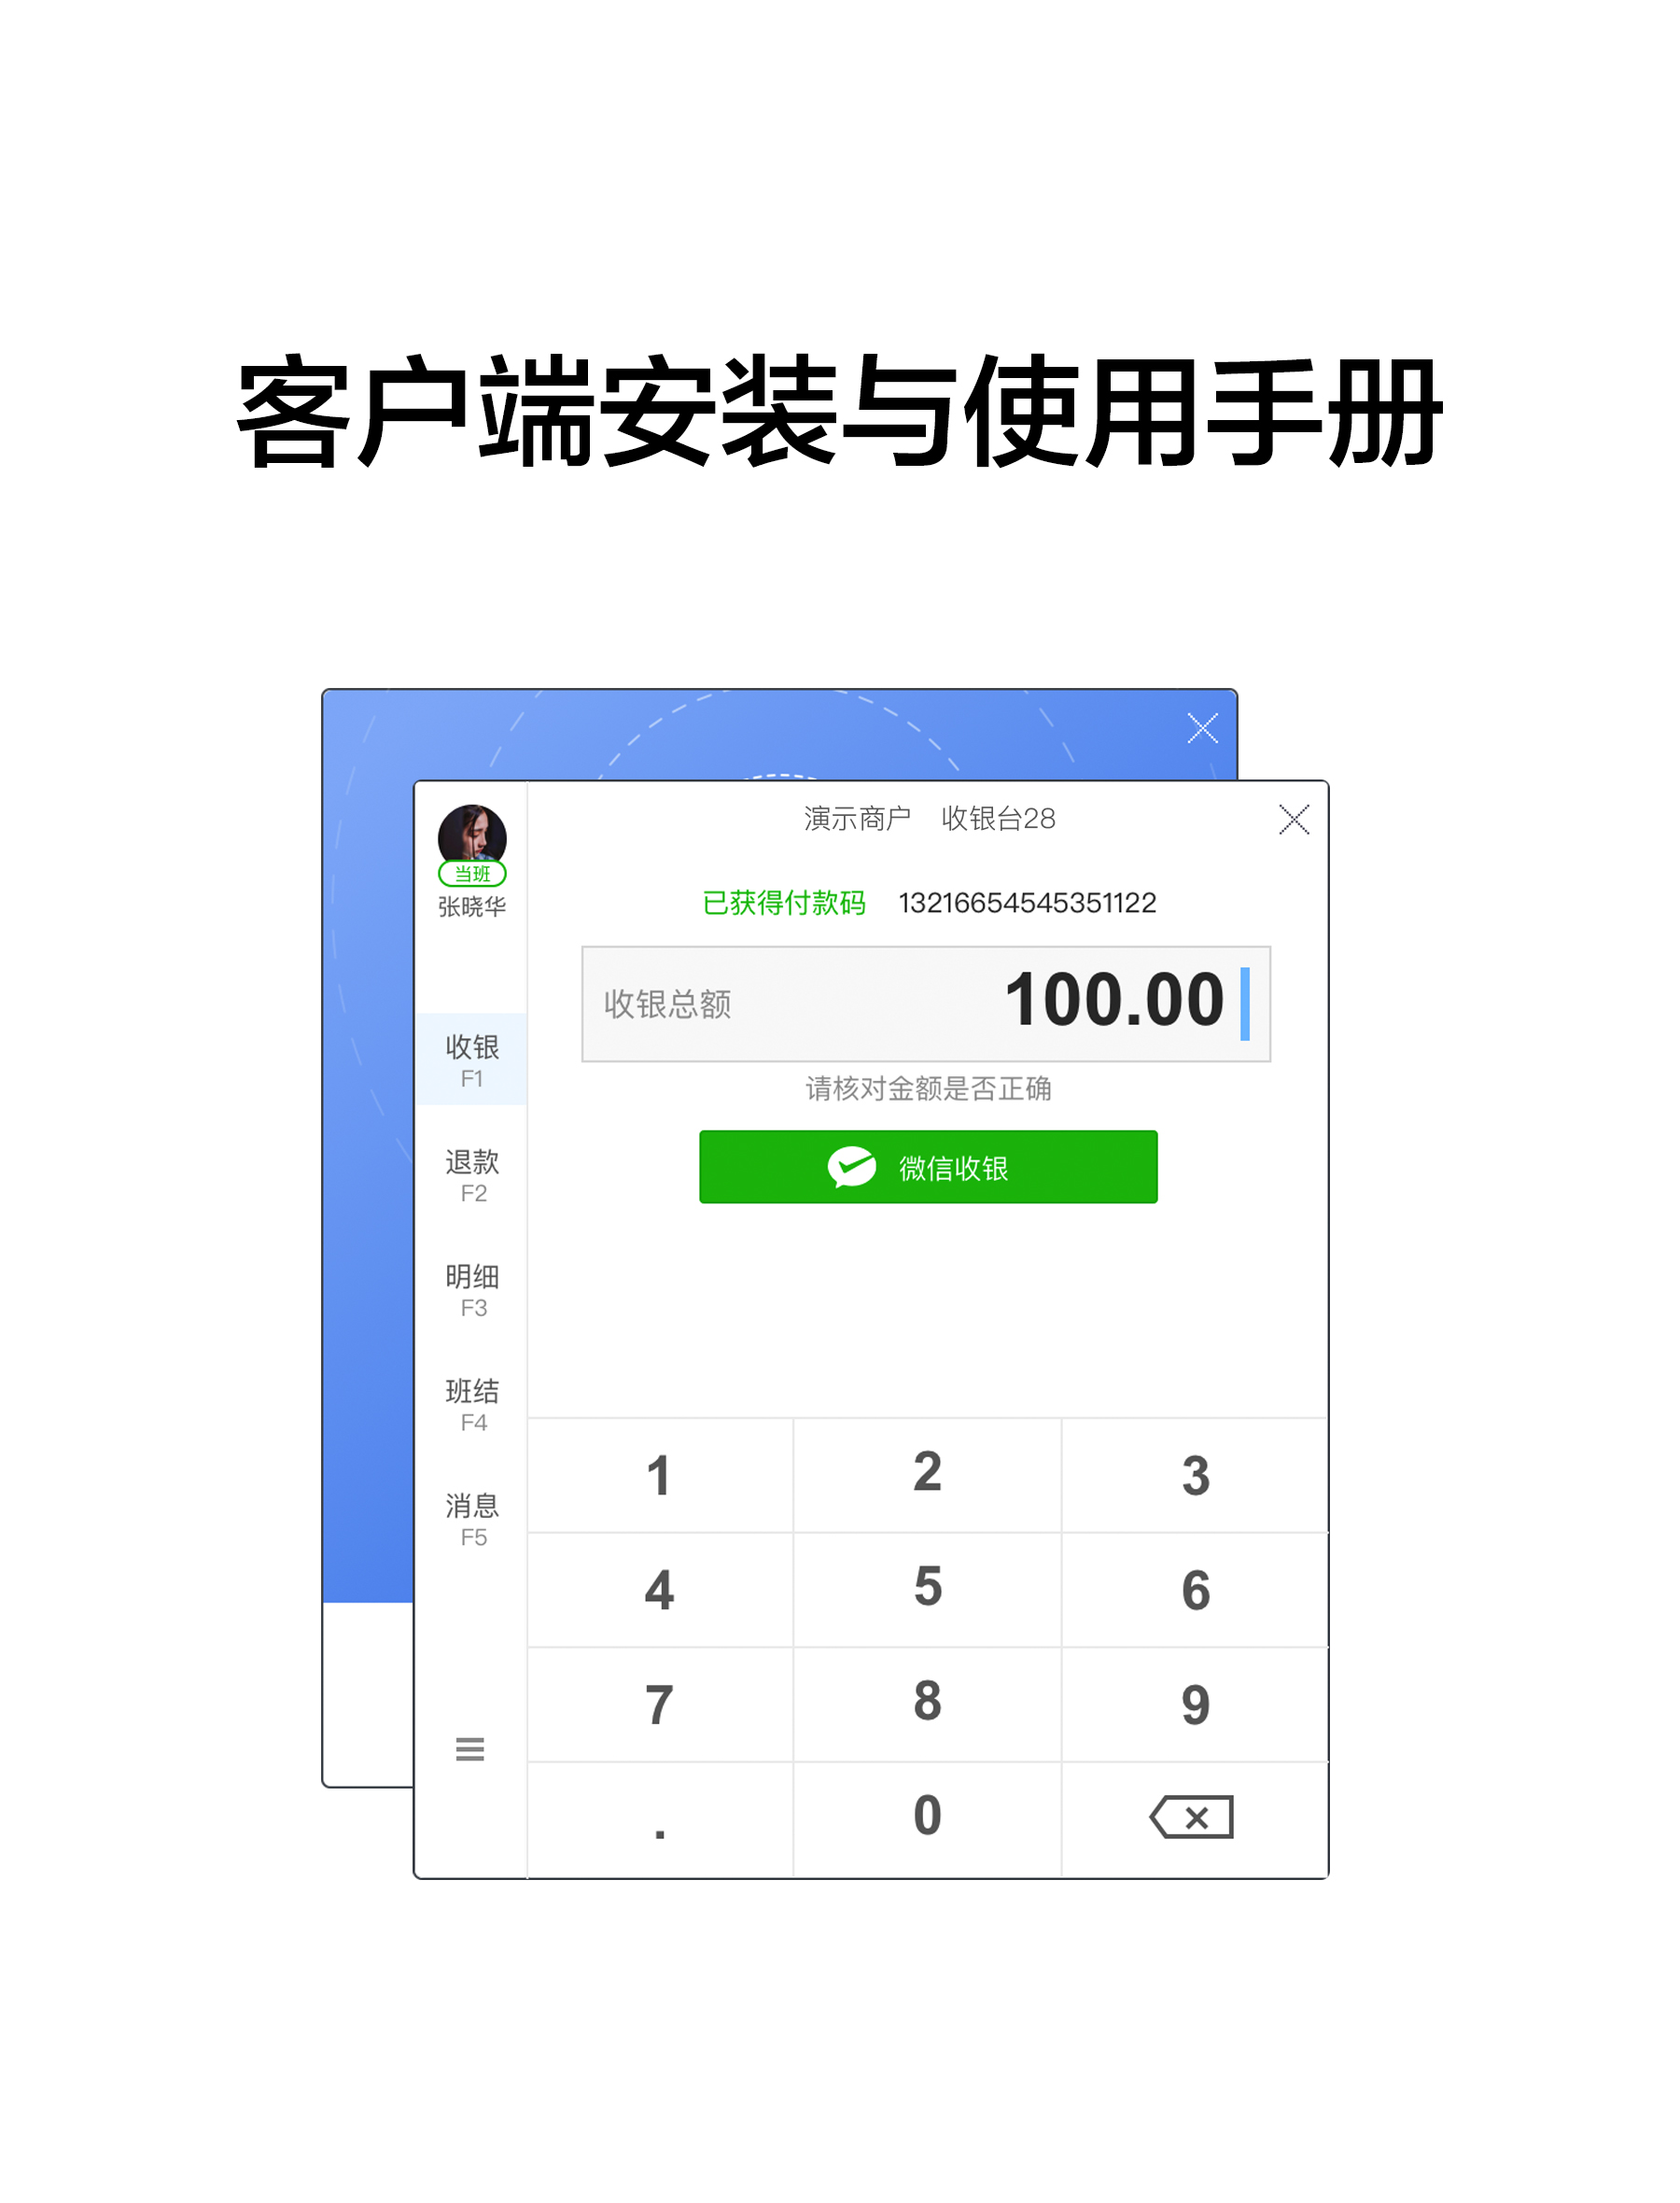 客户端安装与使用手册
演示商户 收银台28
当班
张晓华
已获得付款码 13216654545351122
收银总额 100.00
请核对金额是否正确
微信收银
收银
F1
退款
F2
明细
F3
班结
F4
消息
F5
1 2 3
4 5 6
7 8 9
. 0